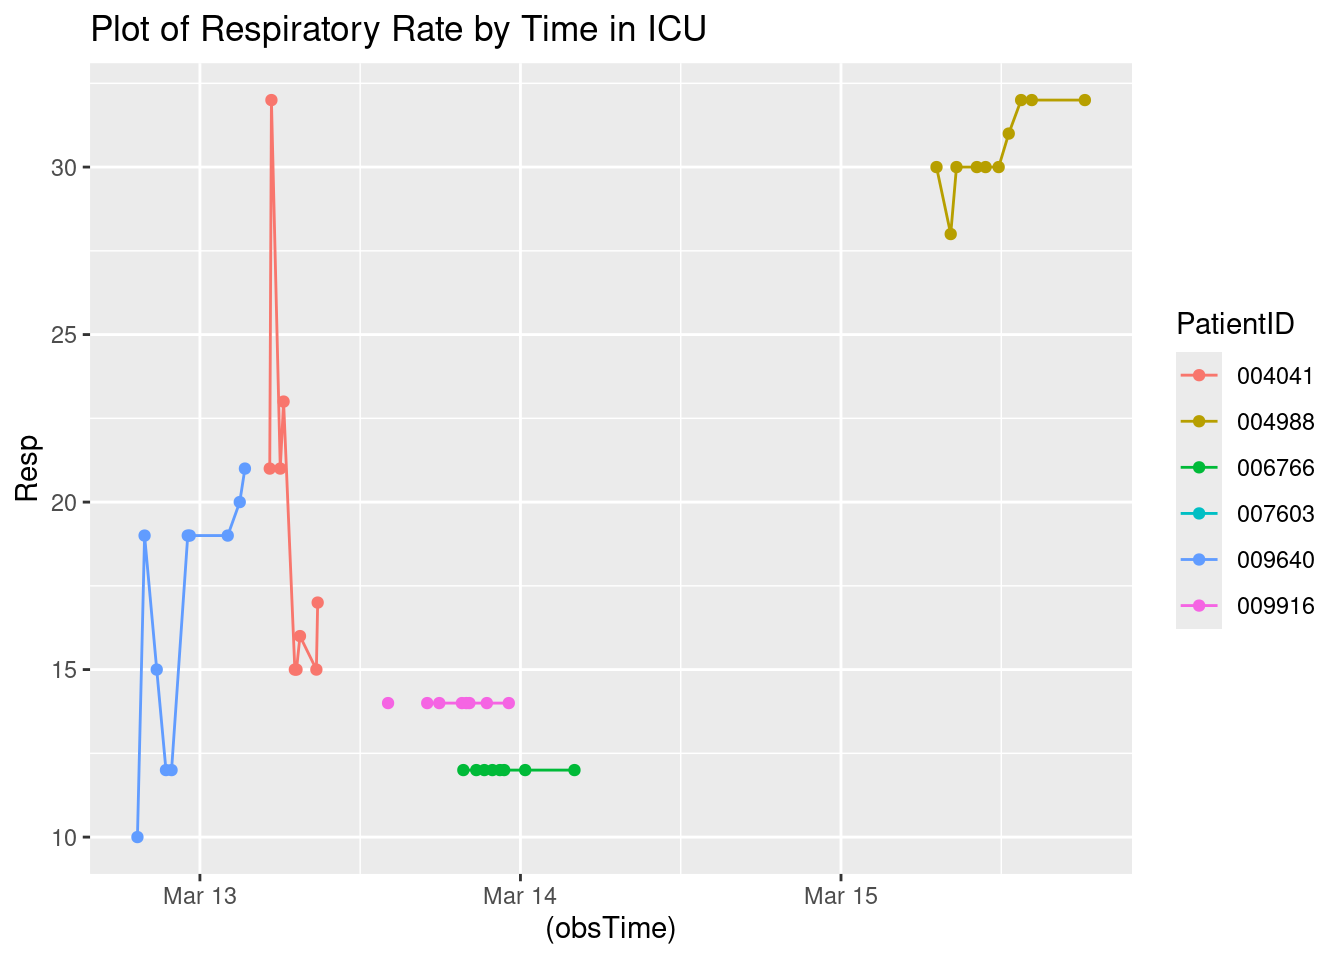 Plot of Respiratory Rate by Time in ICU
30
25
20
15
10
Resp
Mar 13
Mar 14
Mar 15
(obsTime)
PatientID
004041
004988
006766
007603
009640
009916